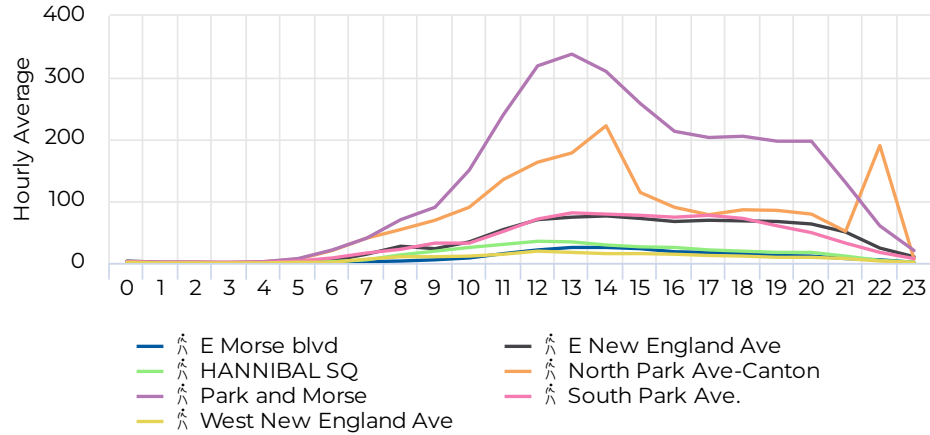 400
300
200
100
0
Hourly Average
0 1 2 3 4 5 6 7 8 9 10 11 12 13 14 15 16 17 18 19 20 21 22 23
E Morse blvd
E New England Ave
HANNIBAL SQ
North Park Ave-Canton
Park and Morse
South Park Ave.
West New England Ave